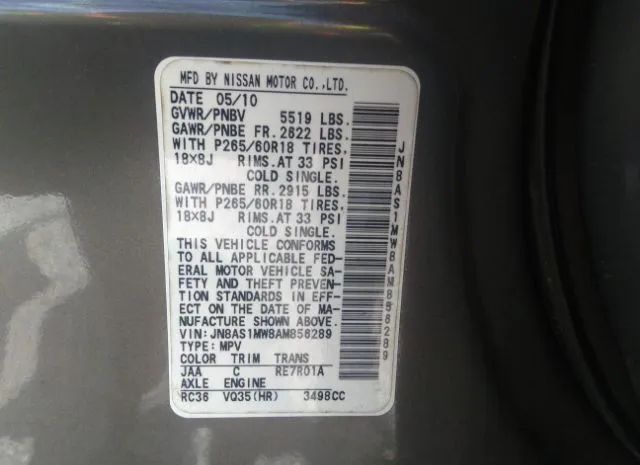 MFD BY NISSAN MOTOR CO.,LTD.
DATE 05/10
GVWR/PNBV 5519 LBS.
GAWR/PNBE FR. 2622 LBS.
WITH P265/60R18 TIRES.
18X8J RIMS.AT 33 PSI
COLD SINGLE.
GAWR/PNBE RR. 2915 LBS.
WITH P265/60R18 TIRES.
18X8J RIMS.AT 33 PSI
COLD SINGLE.
THIS VEHICLE CONFORMS
TO ALL APPLICABLE FED-
ERAL MOTOR VEHICLE SA-
FETY AND THEFT PREVEN-
TION STANDARDS IN EFF-
ECT ON THE DATE OF MA-
NUFACTURE SHOWN ABOVE.
VIN:JN8AS1MW8AM856289
TYPE:MPV
COLOR TRIM TRANS
JAA C RE7R01A
AXLE ENGINE
RC36 VQ35(HR) 3498CC
JN8AS1MW8AM856289